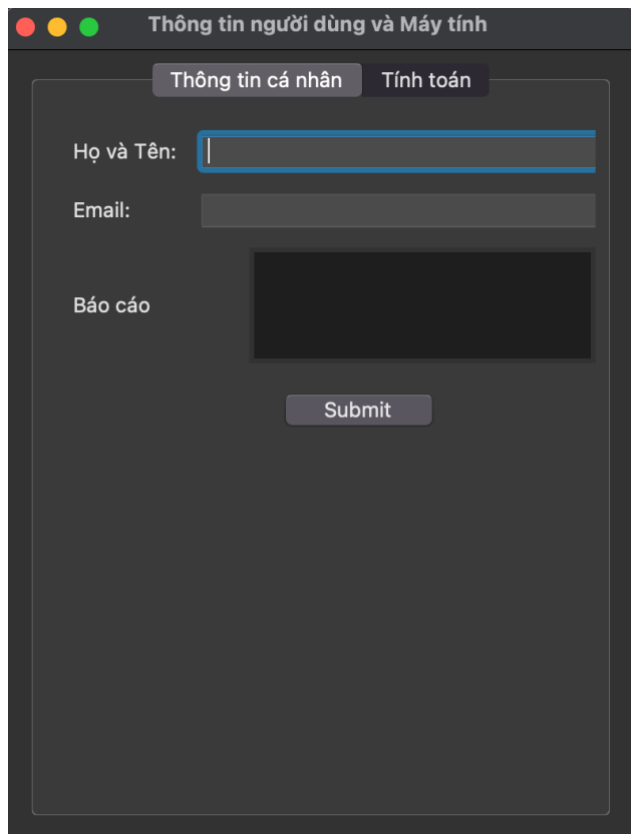 Thông tin người dùng và Máy tính
Thông tin cá nhân Tính toán
Họ và Tên:
Email:
Báo cáo
Submit